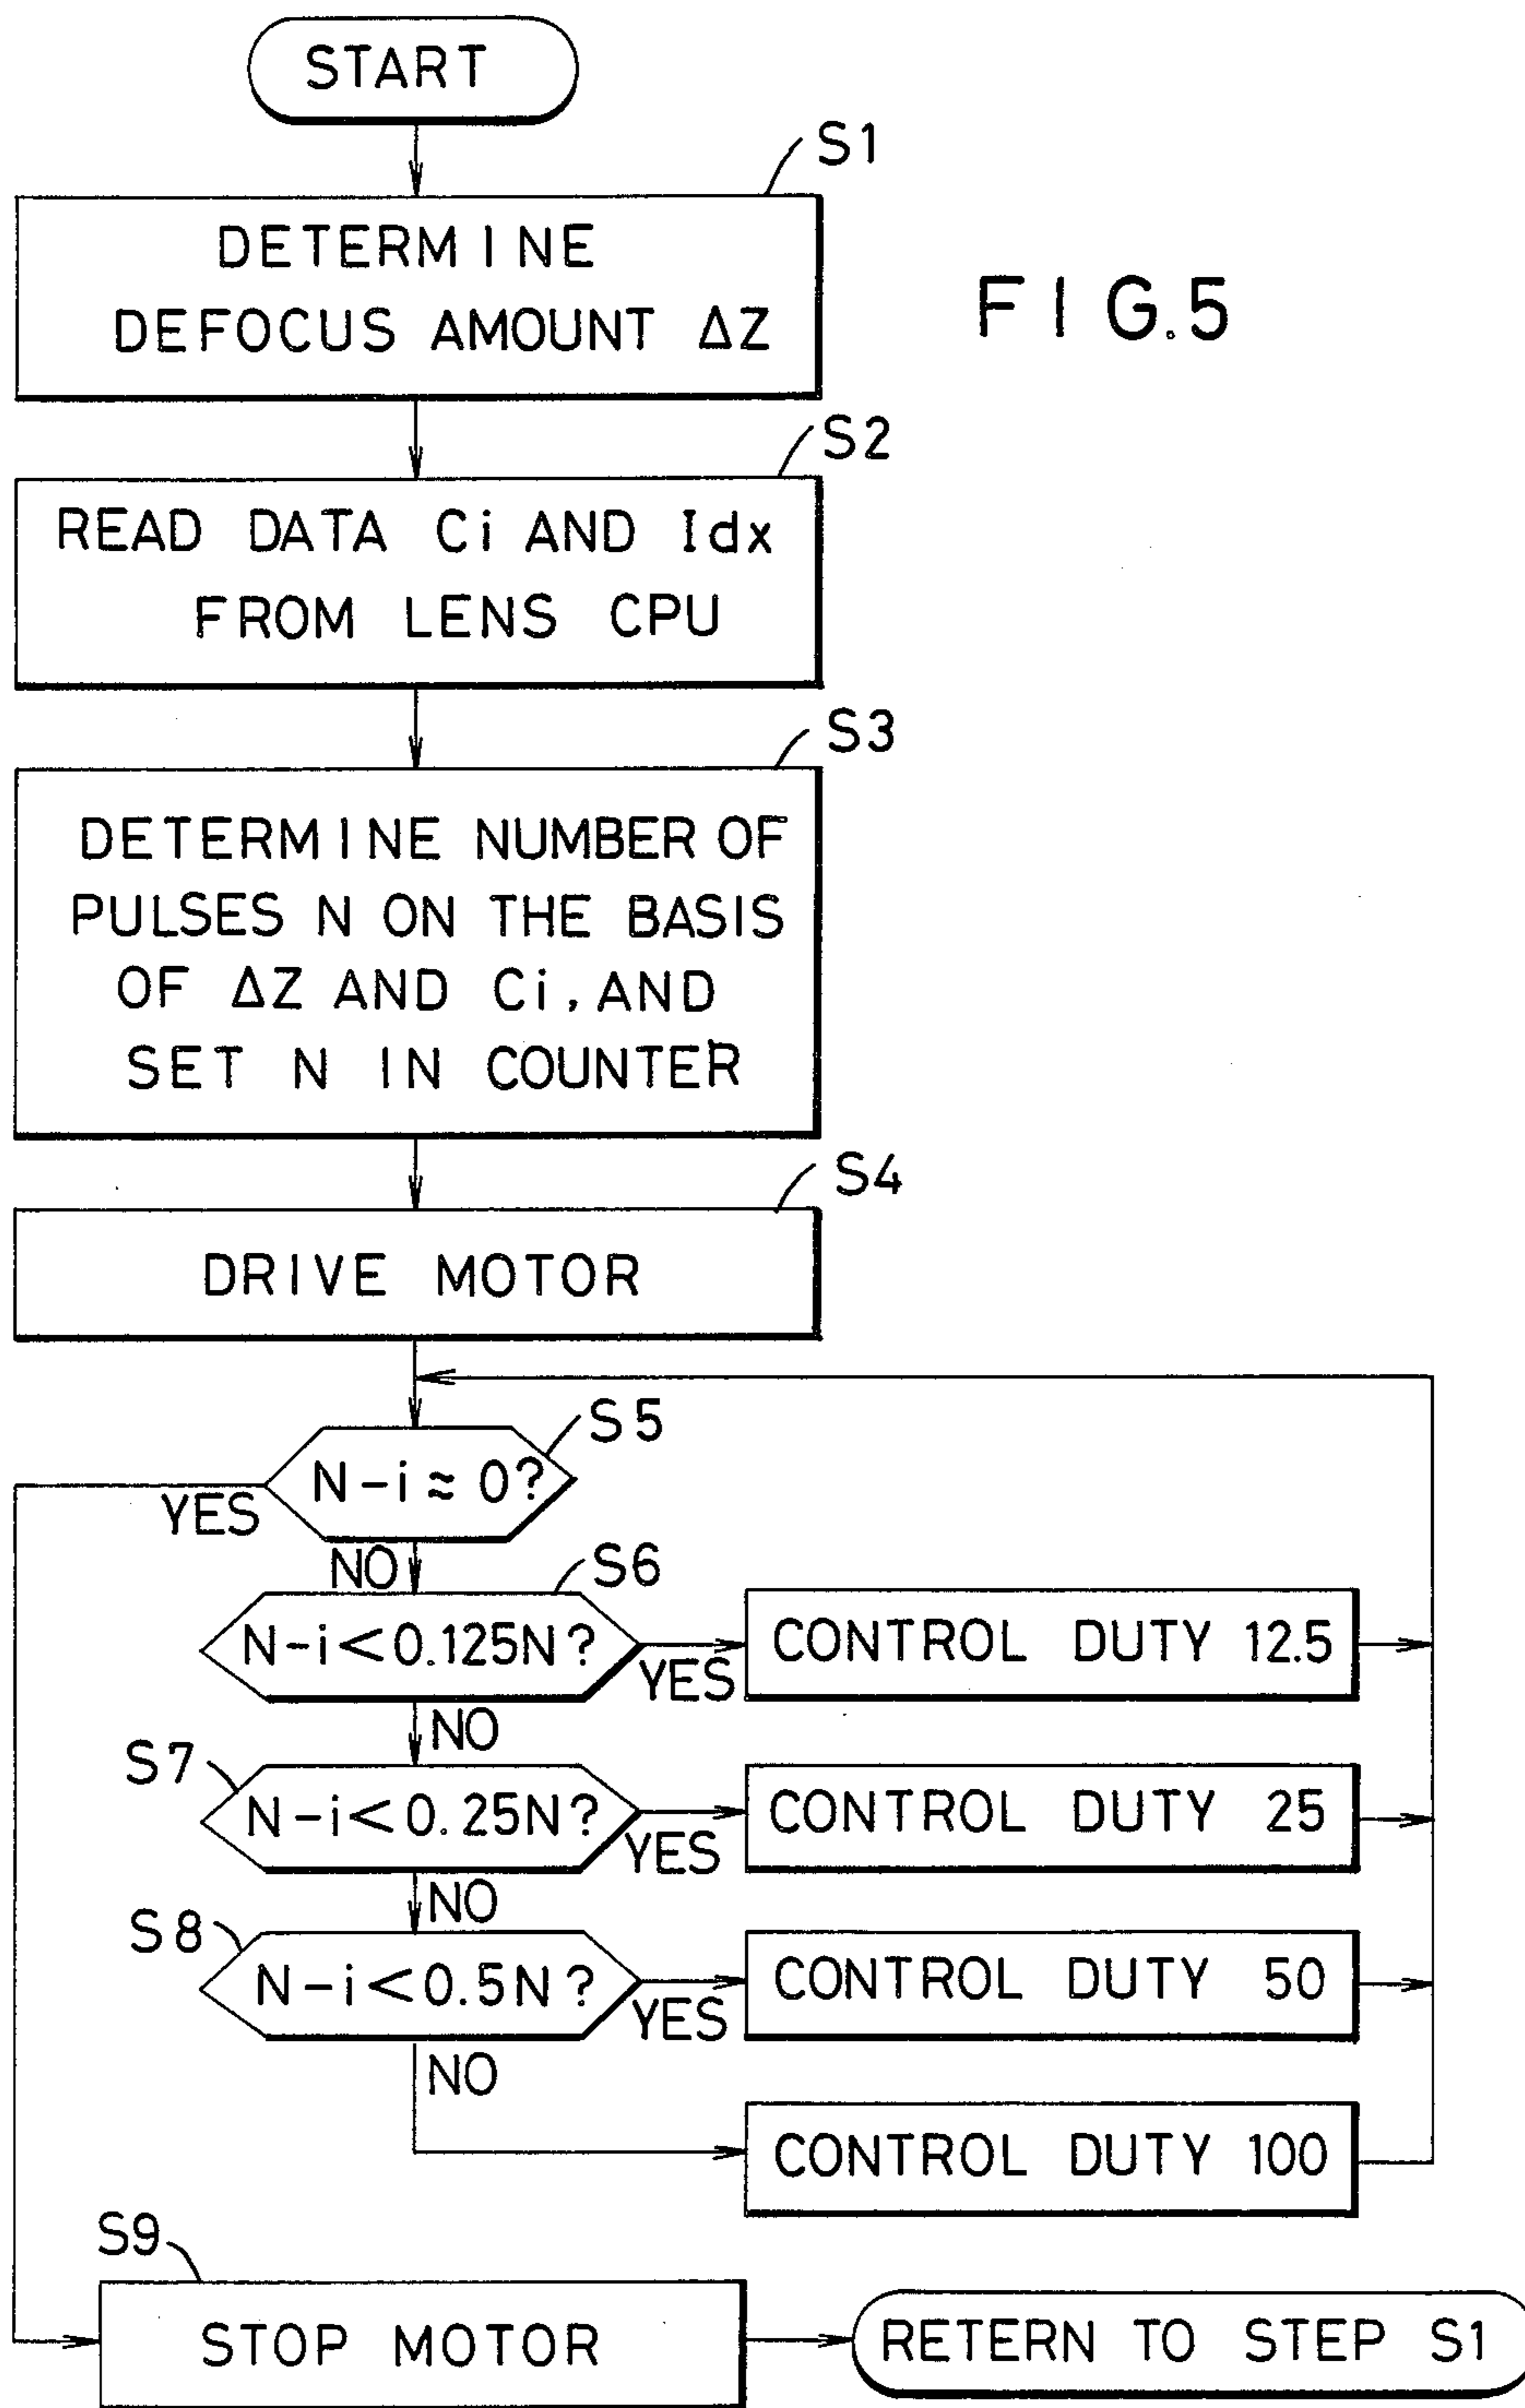 START
S1
DETERMINE
DEFOCUS AMOUNT ΔZ
FIG.5
S2
READ DATA Ci AND Idx
FROM LENS CPU
S3
DETERMINE NUMBER OF
PULSES N ON THE BASIS
OF ΔZ AND Ci, AND
SET N IN COUNTER
S4
DRIVE MOTOR
S5
N-i≈0?
YES
NO
S6
N-i<0.125N?
YES
CONTROL DUTY 12.5
NO
S7
N-i<0.25N?
YES
CONTROL DUTY 25
NO
S8
N-i<0.5N?
YES
CONTROL DUTY 50
NO
CONTROL DUTY 100
S9
STOP MOTOR
RETERN TO STEP S1